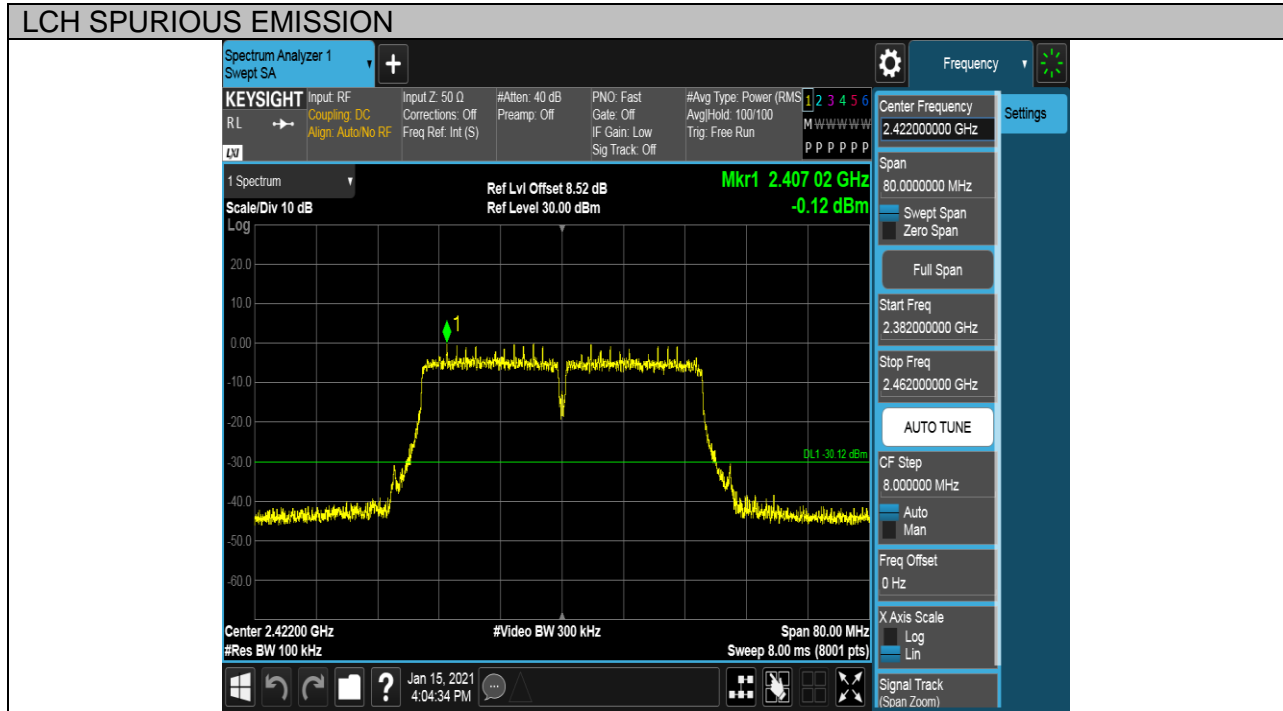 LCH SPURIOUS EMISSION
Spectrum Analyzer 1
Swept SA
+
Frequency
KEYSIGHT
RL
LXI
Input: RF
Coupling: DC
Align: Auto/No RF
Input Z: 50 Ω
Corrections: Off
Freq Ref: Int (S)
#Atten: 40 dB
Preamp: Off
PNO: Fast
Gate: Off
IF Gain: Low
Sig Track: Off
#Avg Type: Power (RMS
Avg|Hold: 100/100
Trig: Free Run
1 2 3 4 5 6
M W W W W W
P P P P P P
1 Spectrum
Scale/Div 10 dB
Ref Lvl Offset 8.52 dB
Ref Level 30.00 dBm
Mkr1 2.407 02 GHz
-0.12 dBm
Log
20.0
10.0
0.00
-10.0
-20.0
-30.0
-40.0
-50.0
-60.0
1
DL1 -30.12 dBm
Center 2.42200 GHz
#Res BW 100 kHz
#Video BW 300 kHz
Span 80.00 MHz
Sweep 8.00 ms (8001 pts)
?
Jan 15, 2021
4:04:34 PM
Center Frequency
2.422000000 GHz
Settings
Span
80.0000000 MHz
Swept Span
Zero Span
Full Span
Start Freq
2.382000000 GHz
Stop Freq
2.462000000 GHz
AUTO TUNE
CF Step
8.000000 MHz
Auto
Man
Freq Offset
0 Hz
X Axis Scale
Log
Lin
Signal Track
(Span Zoom)